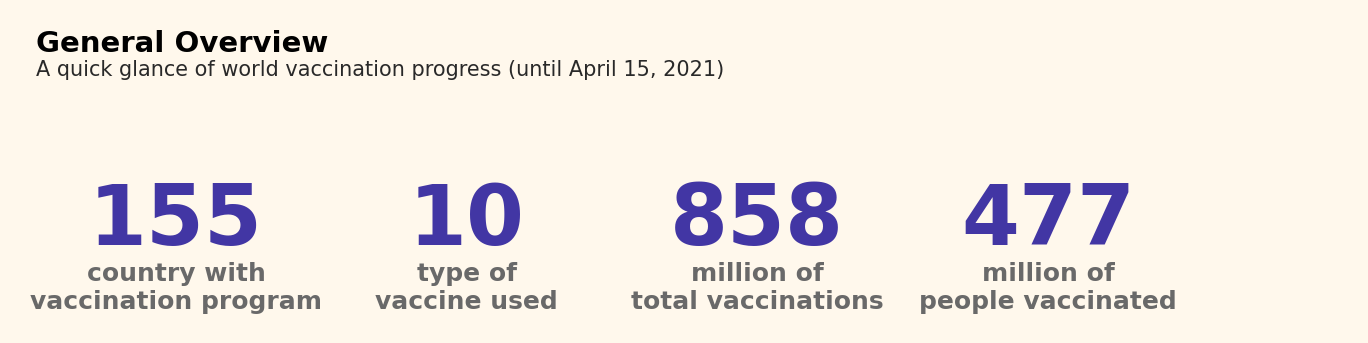 General Overview
A quick glance of world vaccination progress (until April 15, 2021)
155
country with
vaccination program
10
type of
vaccine used
858
million of
total vaccinations
477
million of
people vaccinated